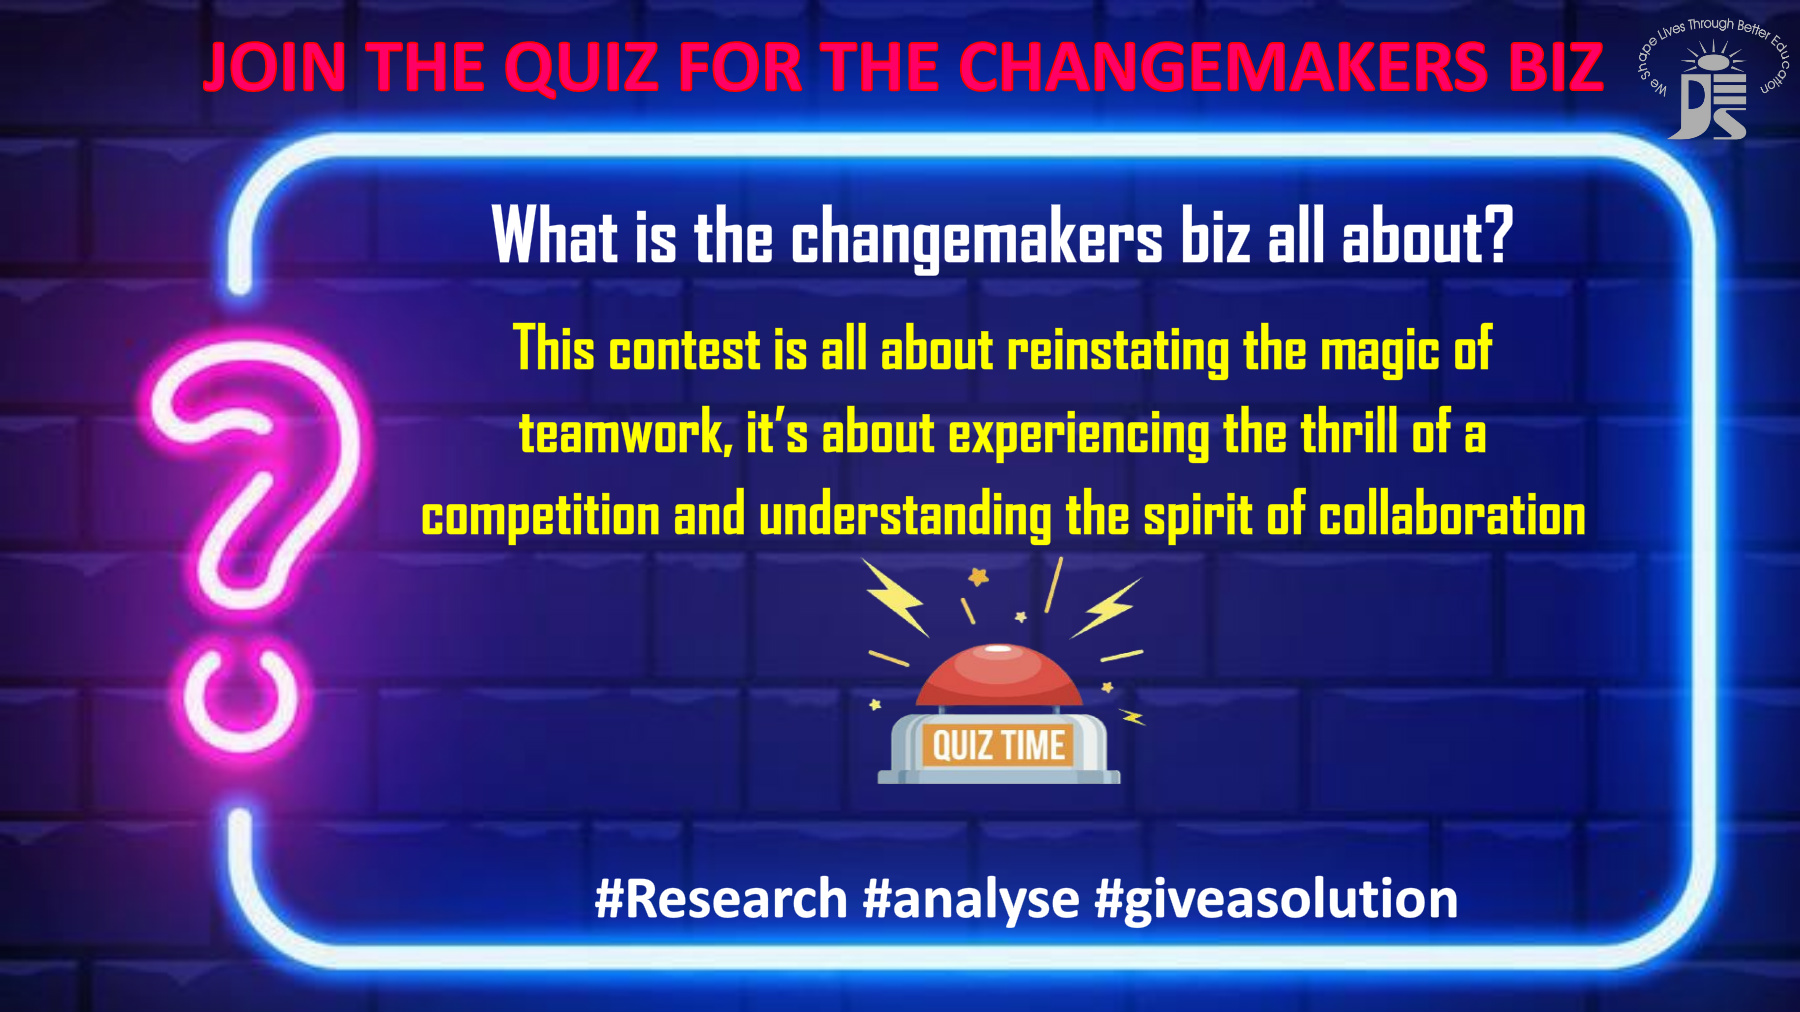 JOIN THE QUIZ FOR THE CHANGEMAKERS BIZ
We Shape Lives Through Better Education
DES
What is the changemakers biz all about?
This contest is all about reinstating the magic of
teamwork, it’s about experiencing the thrill of a
competition and understanding the spirit of collaboration
QUIZ TIME
#Research #analyse #giveasolution